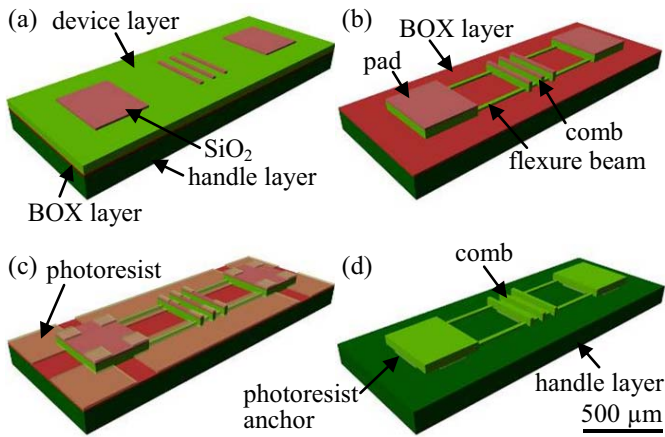 (a)
device layer
SiO₂
handle layer
BOX layer
(b)
BOX layer
pad
comb
flexure beam
(c)
photoresist
(d)
comb
photoresist
anchor
handle layer
500 µm